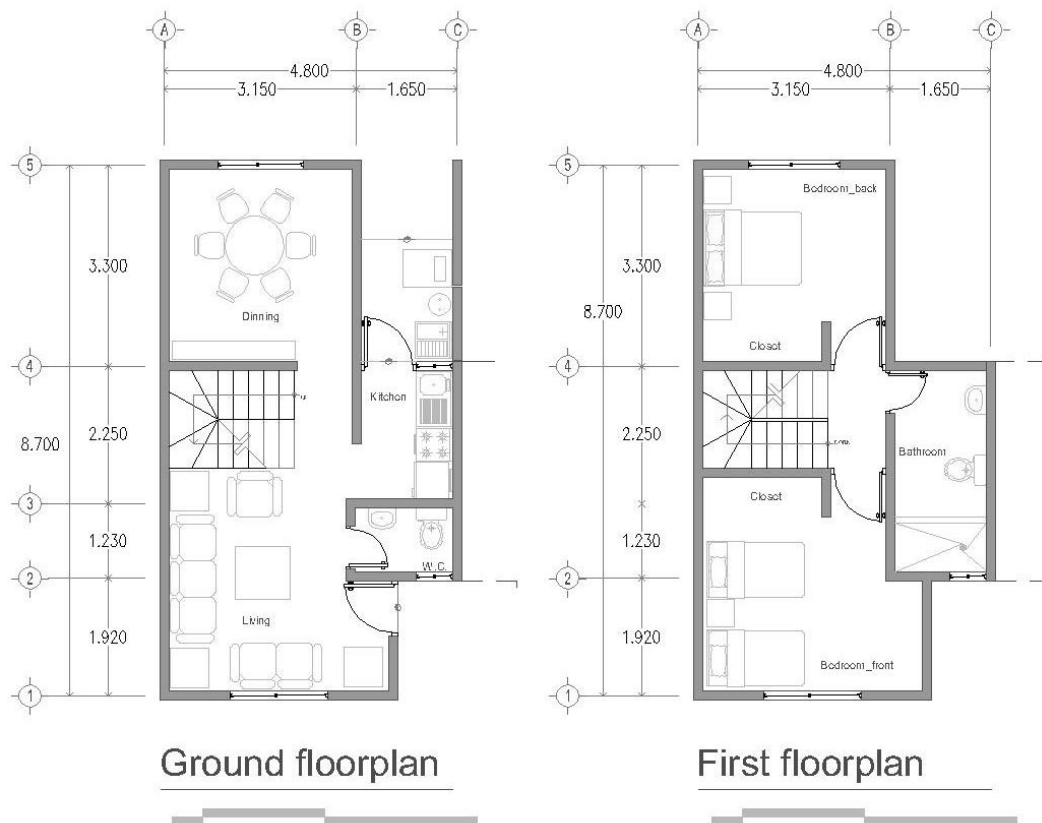 A B C
4.800
3.150 1.650
5
3.300
Dinning
4
8.700
2.250
Kitchen
3
1.230
W.C.
2
Living
1.920
1
Ground floorplan
A B C
4.800
3.150 1.650
5
Bedroom_back
3.300
8.700
Closet
4
2.250
Bathroom
Closet
3
1.230
2
1.920
Bedroom_front
1
First floorplan